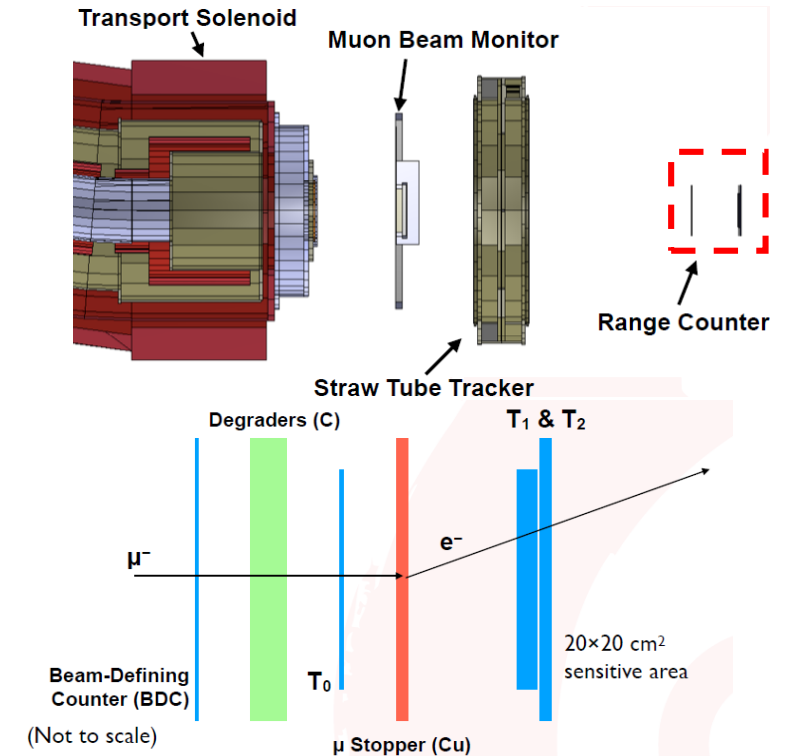 Transport Solenoid
Muon Beam Monitor
Range Counter
Straw Tube Tracker
Degraders (C)
T₁ & T₂
μ⁻
e⁻
20×20 cm²
sensitive area
Beam-Defining
Counter (BDC)
T₀
(Not to scale)
μ Stopper (Cu)